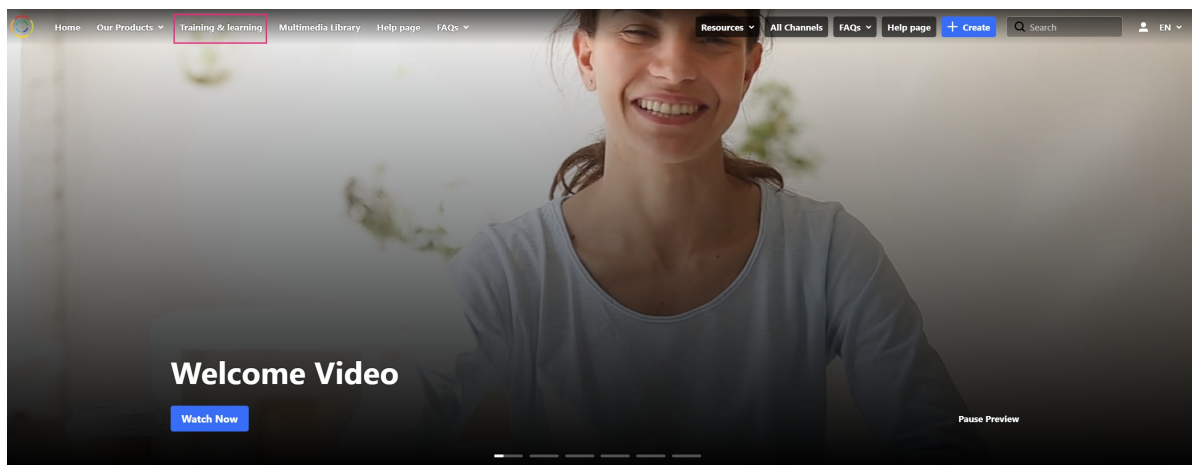 Home Our Products Training & learning Multimedia Library Help page FAQs Resources All Channels FAQs Help page + Create Search EN
Welcome Video
Watch Now Pause Preview